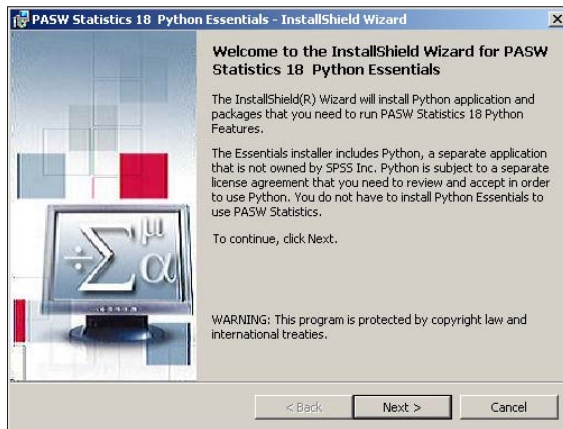 PASW Statistics 18 Python Essentials - InstallShield Wizard
Welcome to the InstallShield Wizard for PASW
Statistics 18 Python Essentials
The InstallShield(R) Wizard will install Python application and
packages that you need to run PASW Statistics 18 Python
Features.
The Essentials installer includes Python, a separate application
that is not owned by SPSS Inc. Python is subject to a separate
license agreement that you need to review and accept in order
to use Python. You do not have to install Python Essentials to
use PASW Statistics.
To continue, click Next.
÷Σμα
WARNING: This program is protected by copyright law and
international treaties.
< Back
Next >
Cancel